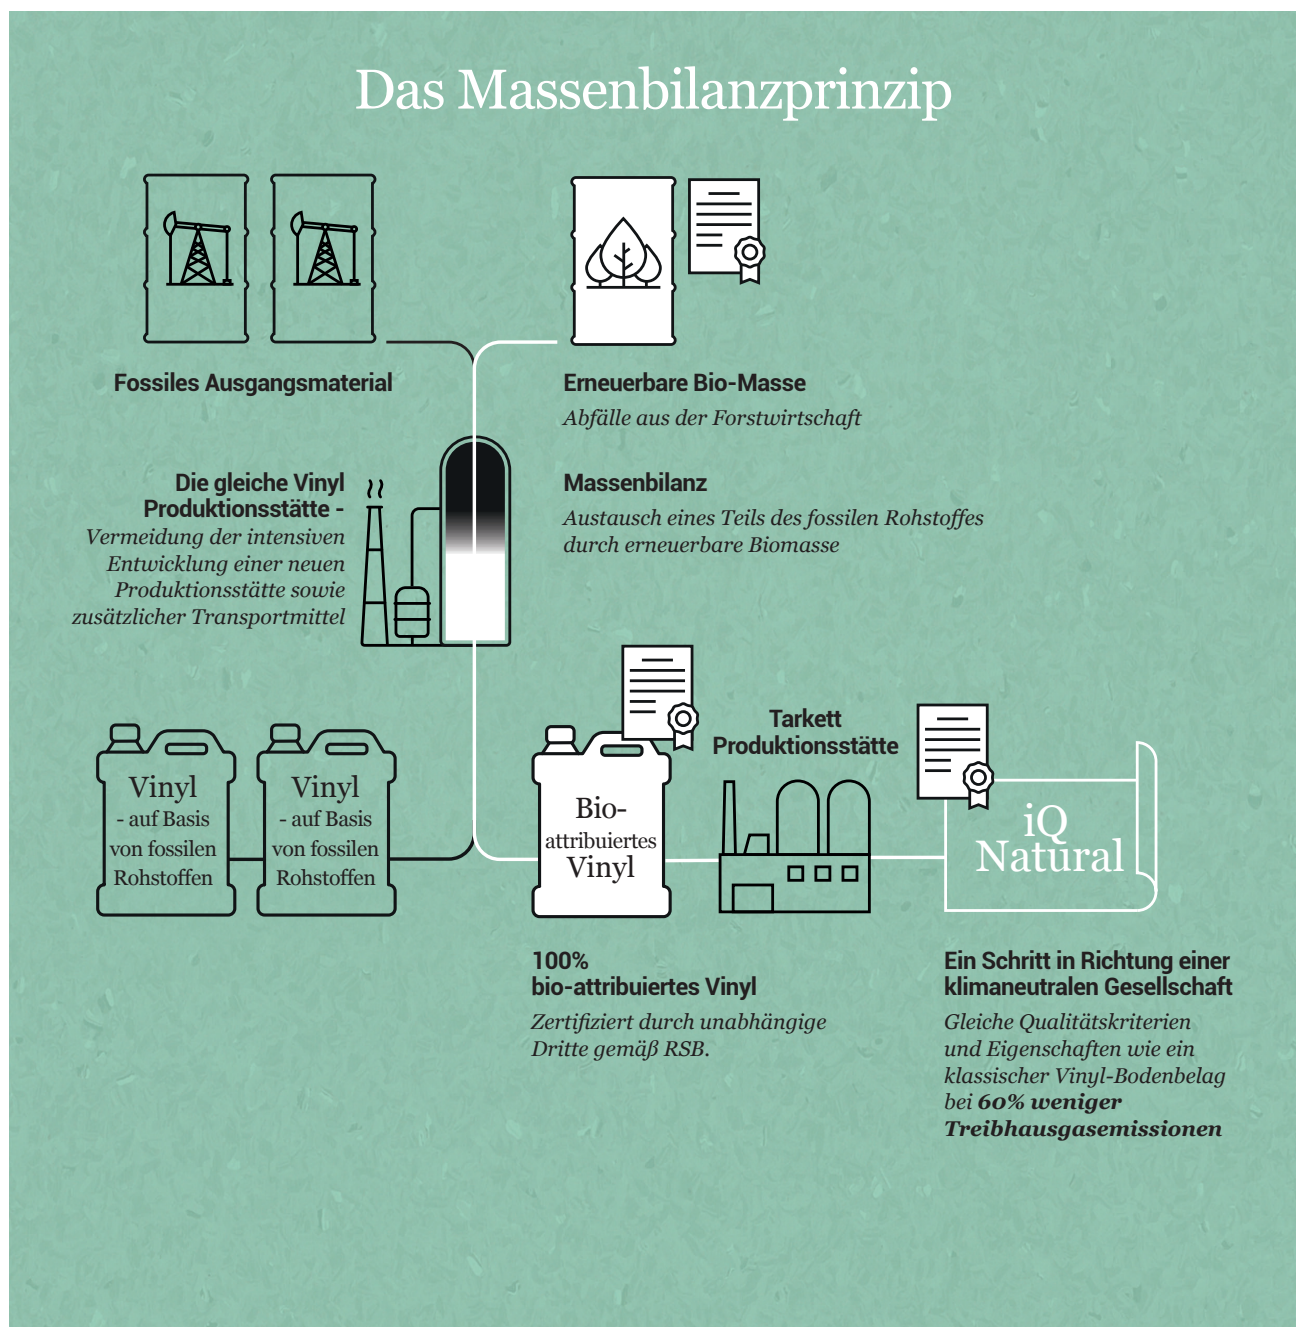 Das Massenbilanzprinzip
Fossiles Ausgangsmaterial
Erneuerbare Bio-Masse
Abfälle aus der Forstwirtschaft
Die gleiche Vinyl
Produktionsstätte -
Vermeidung der intensiven
Entwicklung einer neuen
Produktionsstätte sowie
zusätzlicher Transportmittel
Massenbilanz
Austausch eines Teils des fossilen Rohstoffes
durch erneuerbare Biomasse
Vinyl
- auf Basis
von fossilen
Rohstoffen
Vinyl
- auf Basis
von fossilen
Rohstoffen
Bio-
attribuiertes
Vinyl
Tarkett
Produktionsstätte
iQ
Natural
100%
bio-attribuiertes Vinyl
Zertifiziert durch unabhängige
Dritte gemäß RSB.
Ein Schritt in Richtung einer
klimaneutralen Gesellschaft
Gleiche Qualitätskriterien
und Eigenschaften wie ein
klassischer Vinyl-Bodenbelag
bei 60% weniger
Treibhausgasemissionen